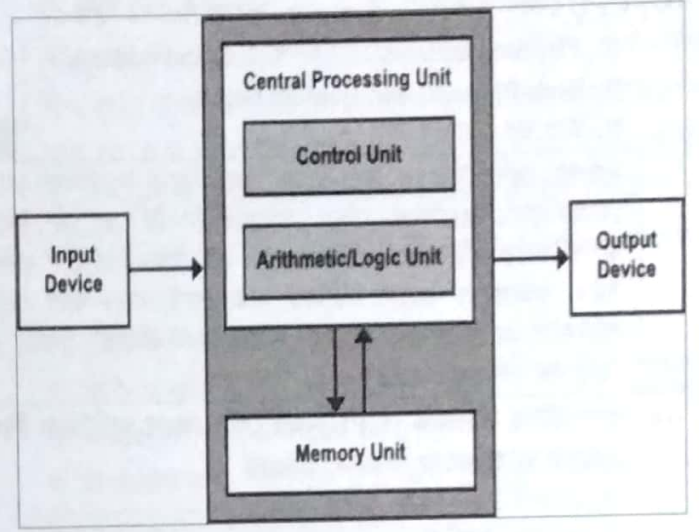 Central Processing Unit
Control Unit
Arithmetic/Logic Unit
Input
Device
Output
Device
Memory Unit